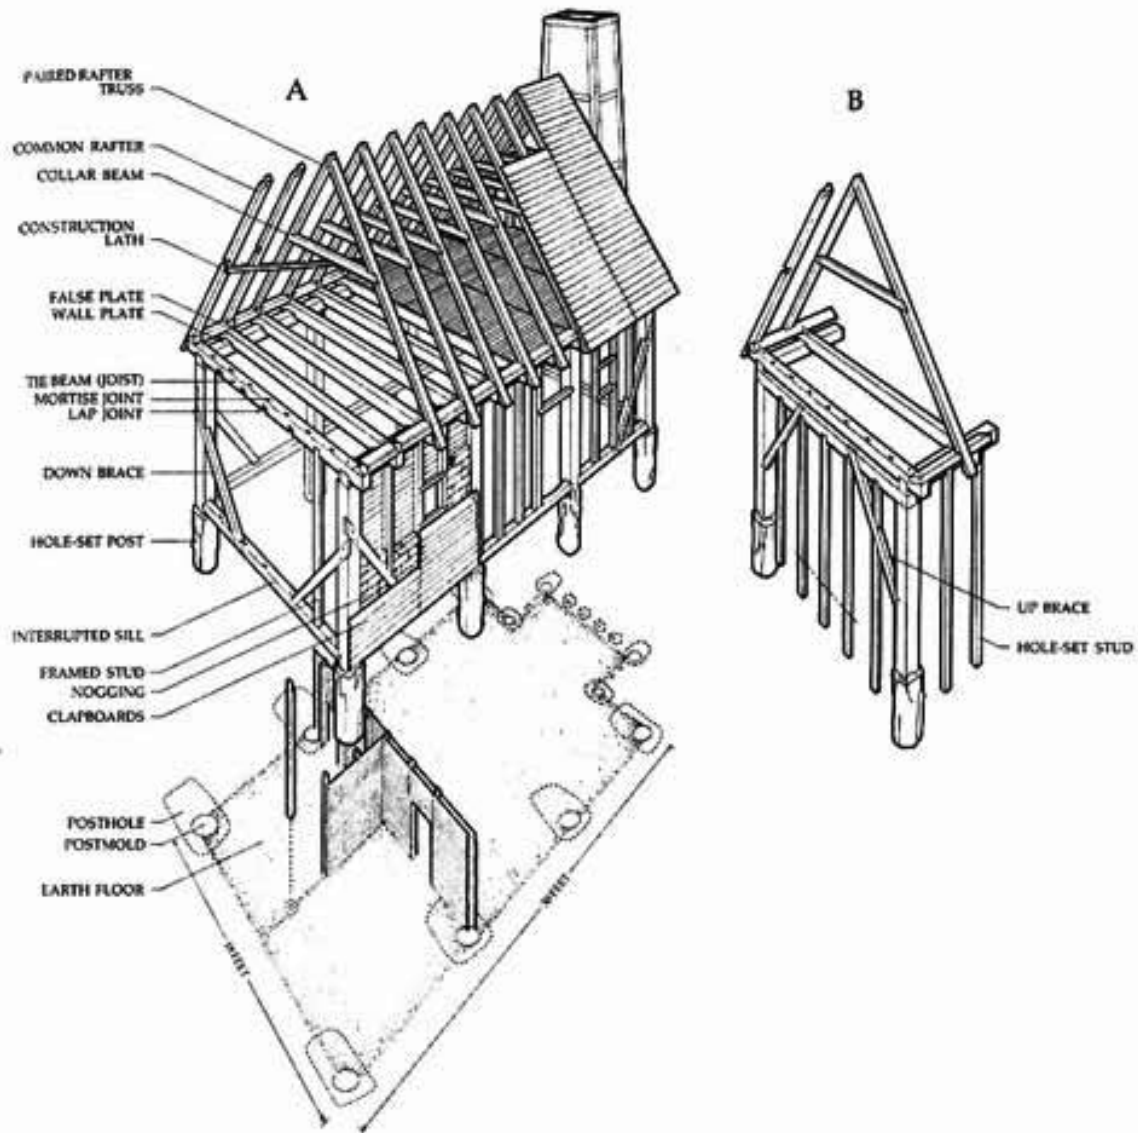 A
B
PAIRED RAFTER
TRUSS
COMMON RAFTER
COLLAR BEAM
CONSTRUCTION
LATH
FALSE PLATE
WALL PLATE
TIE BEAM (JOIST)
MORTISE JOINT
LAP JOINT
DOWN BRACE
HOLE-SET POST
INTERRUPTED SILL
FRAMED STUD
NOGGING
CLAPBOARDS
UP BRACE
HOLE-SET STUD
POSTHOLE
POSTMOLD
EARTH FLOOR
FEET
FEET